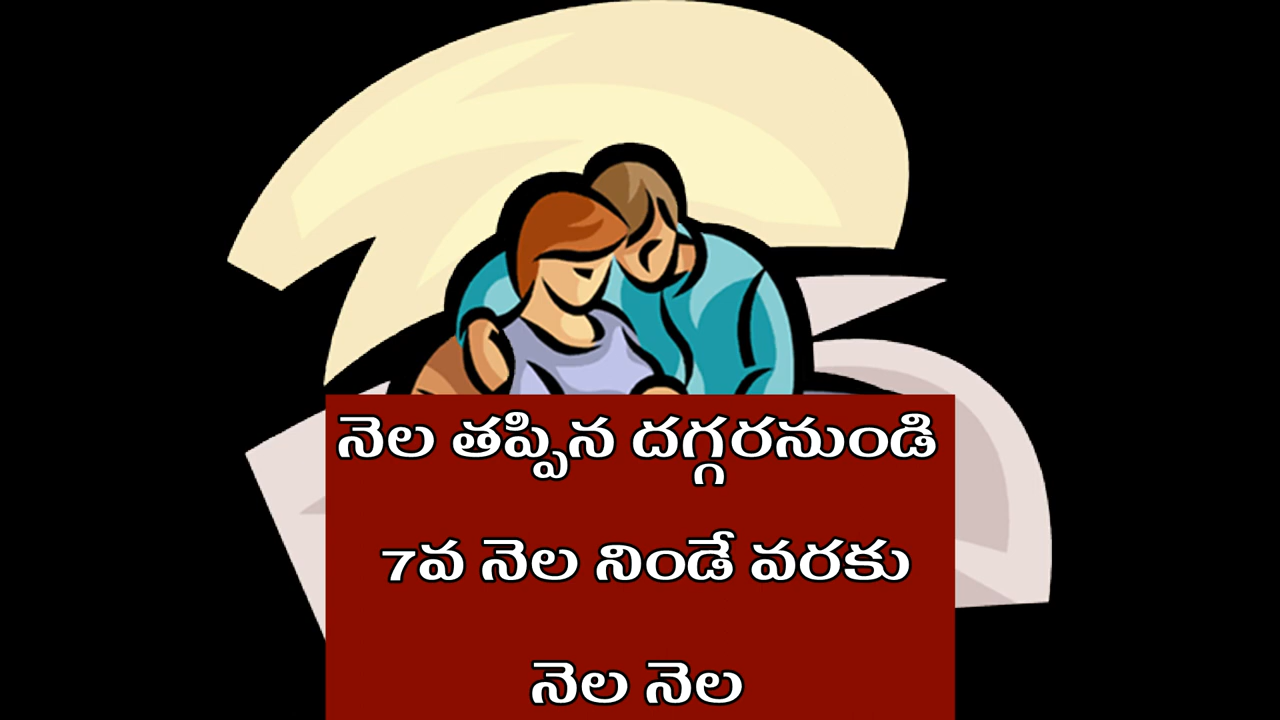 నెల తప్పిన దగ్గరనుండి
7వ నెల నిండే వరకు
నెల నెల